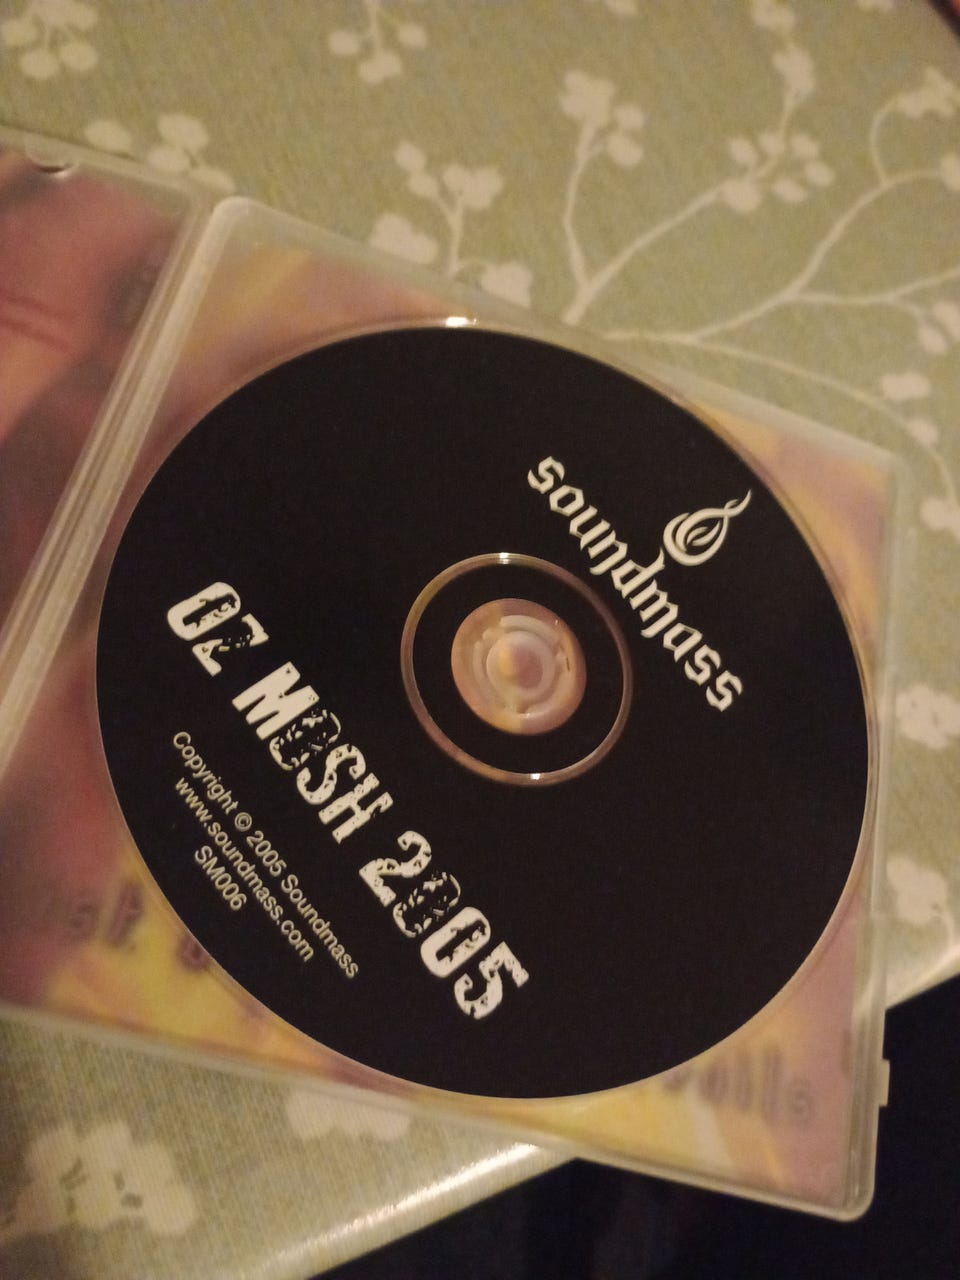 soundmass
OZ MOSH 2005
Copyright © 2005 Soundmass
www.soundmass.com
SM006